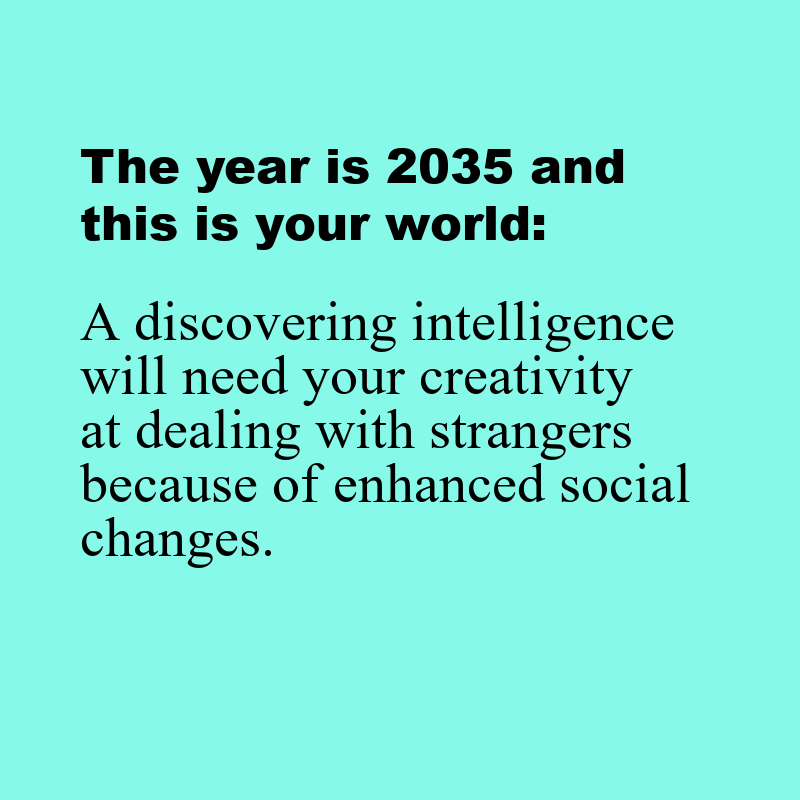 The year is 2035 and
this is your world:
A discovering intelligence
will need your creativity
at dealing with strangers
because of enhanced social
changes.